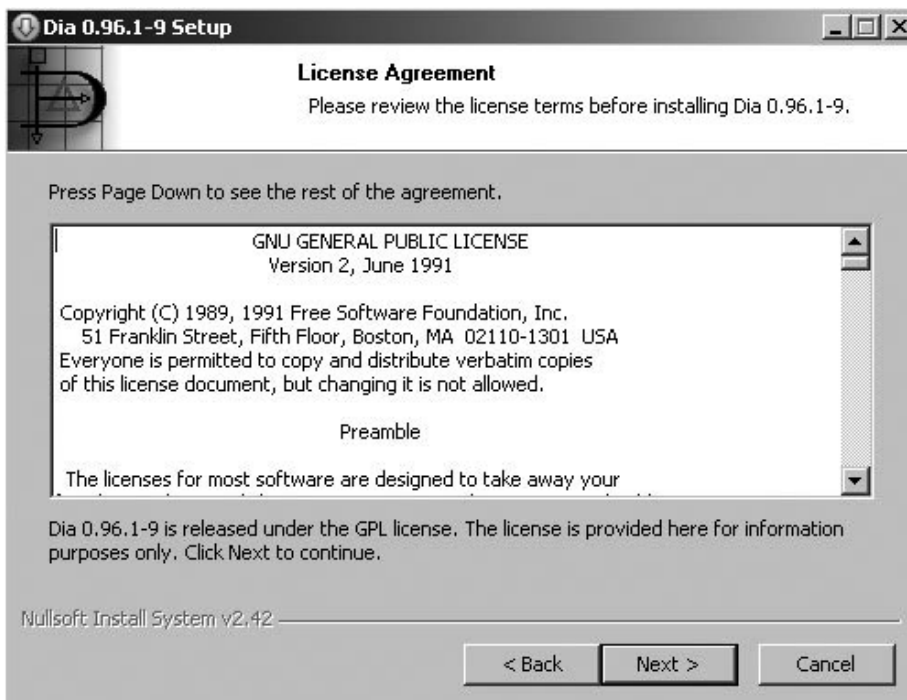 Dia 0.96.1-9 Setup
License Agreement
Please review the license terms before installing Dia 0.96.1-9.
Press Page Down to see the rest of the agreement.
GNU GENERAL PUBLIC LICENSE
Version 2, June 1991
Copyright (C) 1989, 1991 Free Software Foundation, Inc.
51 Franklin Street, Fifth Floor, Boston, MA 02110-1301 USA
Everyone is permitted to copy and distribute verbatim copies
of this license document, but changing it is not allowed.
Preamble
The licenses for most software are designed to take away your
Dia 0.96.1-9 is released under the GPL license. The license is provided here for information
purposes only. Click Next to continue.
Nullsoft Install System v2.42
< Back Next > Cancel